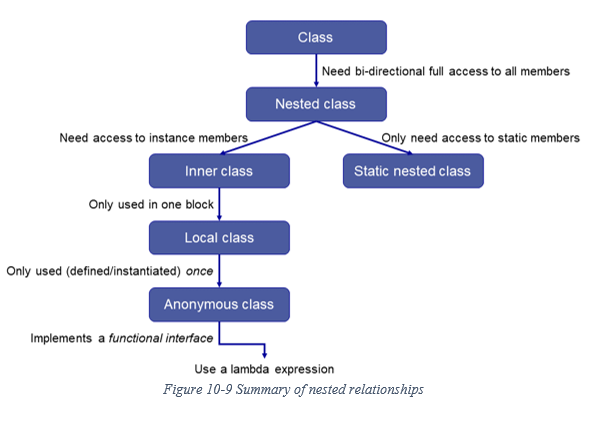 Class
Need bi-directional full access to all members
Nested class
Need access to instance members
Only need access to static members
Inner class
Static nested class
Only used in one block
Local class
Only used (defined/instantiated) once
Anonymous class
Implements a functional interface
Use a lambda expression
Figure 10-9 Summary of nested relationships